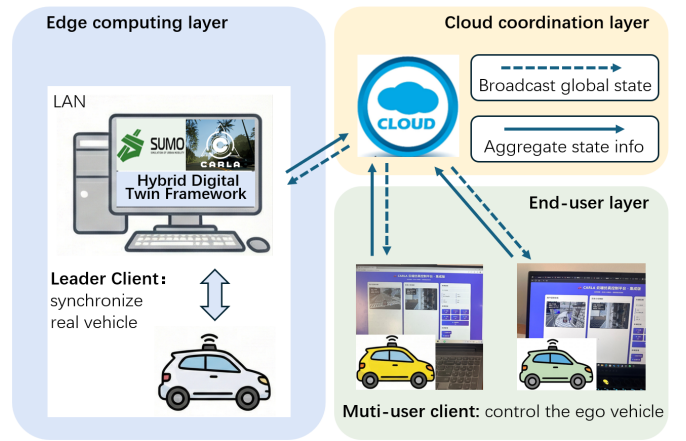 Edge computing layer
LAN
SUMO
CARLA
Hybrid Digital
Twin Framework
Leader Client:
synchronize
real vehicle
Cloud coordination layer
CLOUD
Broadcast global state
Aggregate state info
End-user layer
Muti-user client: control the ego vehicle